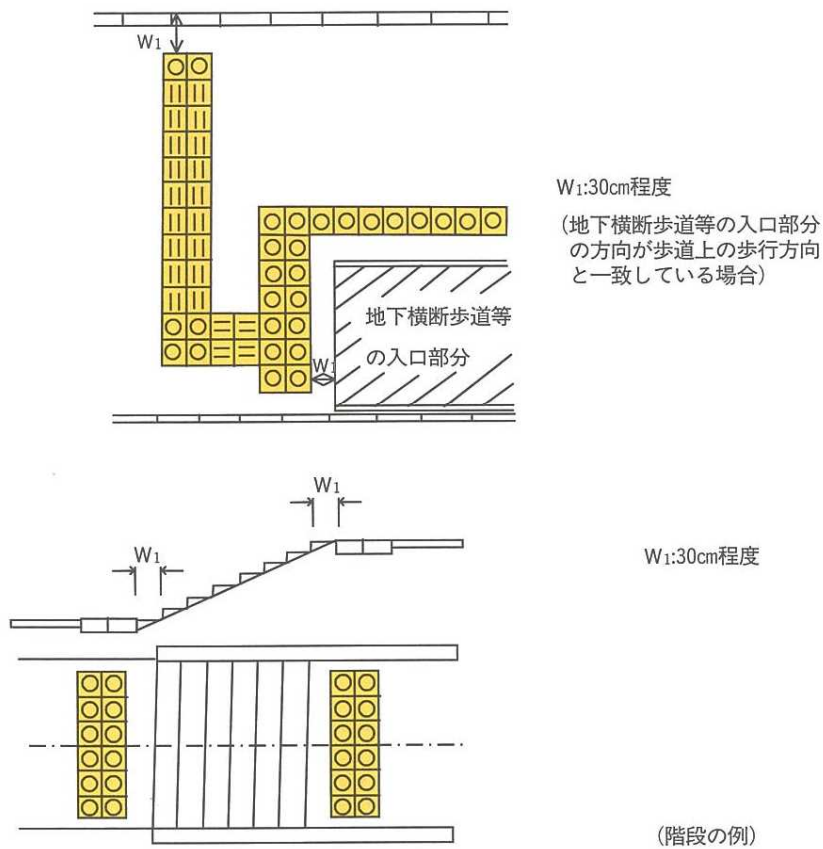 W1
W1:30cm程度
(地下横断歩道等の入口部分
の方向が歩道上の歩行方向
と一致している場合)
地下横断歩道等
の入口部分
W1
W1
W1
W1:30cm程度
(階段の例)